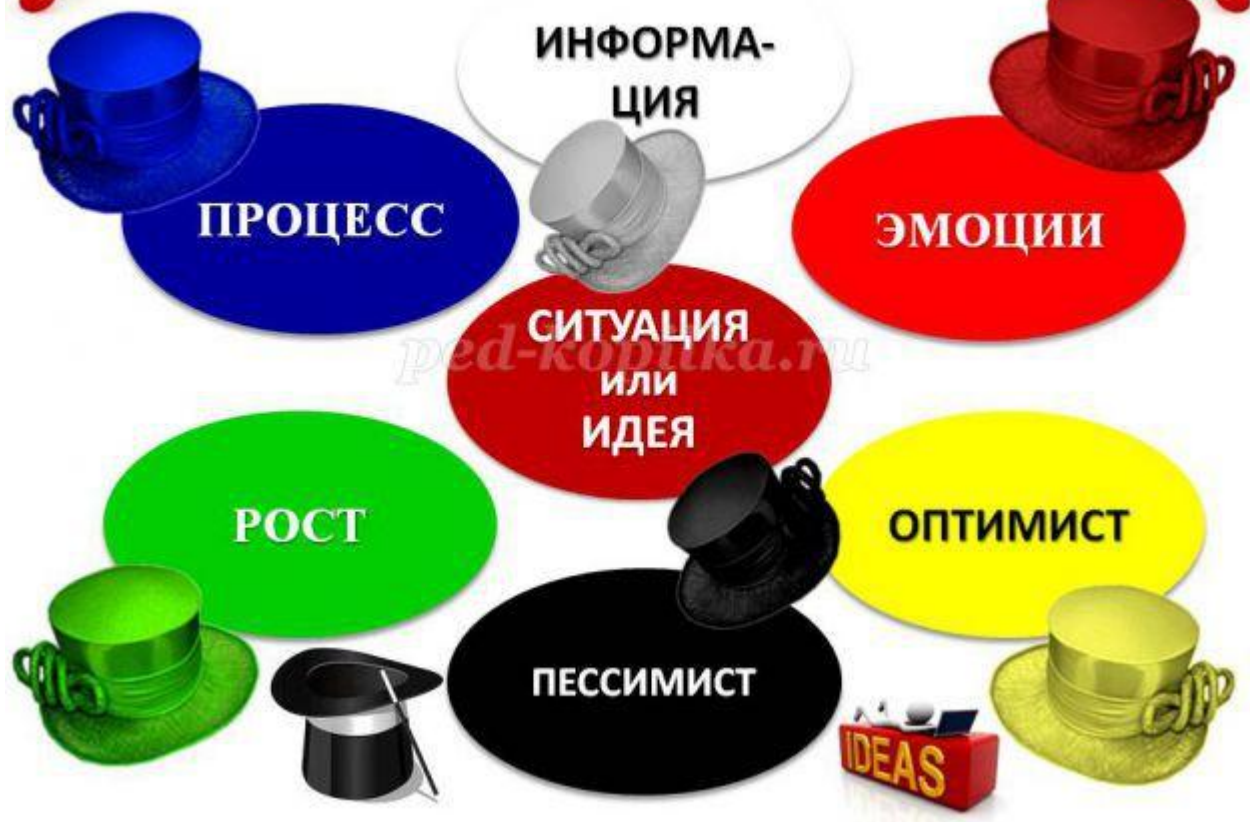 ИНФОРМА-
ЦИЯ
ПРОЦЕСС
ЭМОЦИИ
СИТУАЦИЯ
или
ИДЕЯ
ped-kopilka.ru
РОСТ
ОПТИМИСТ
ПЕССИМИСТ
IDEAS